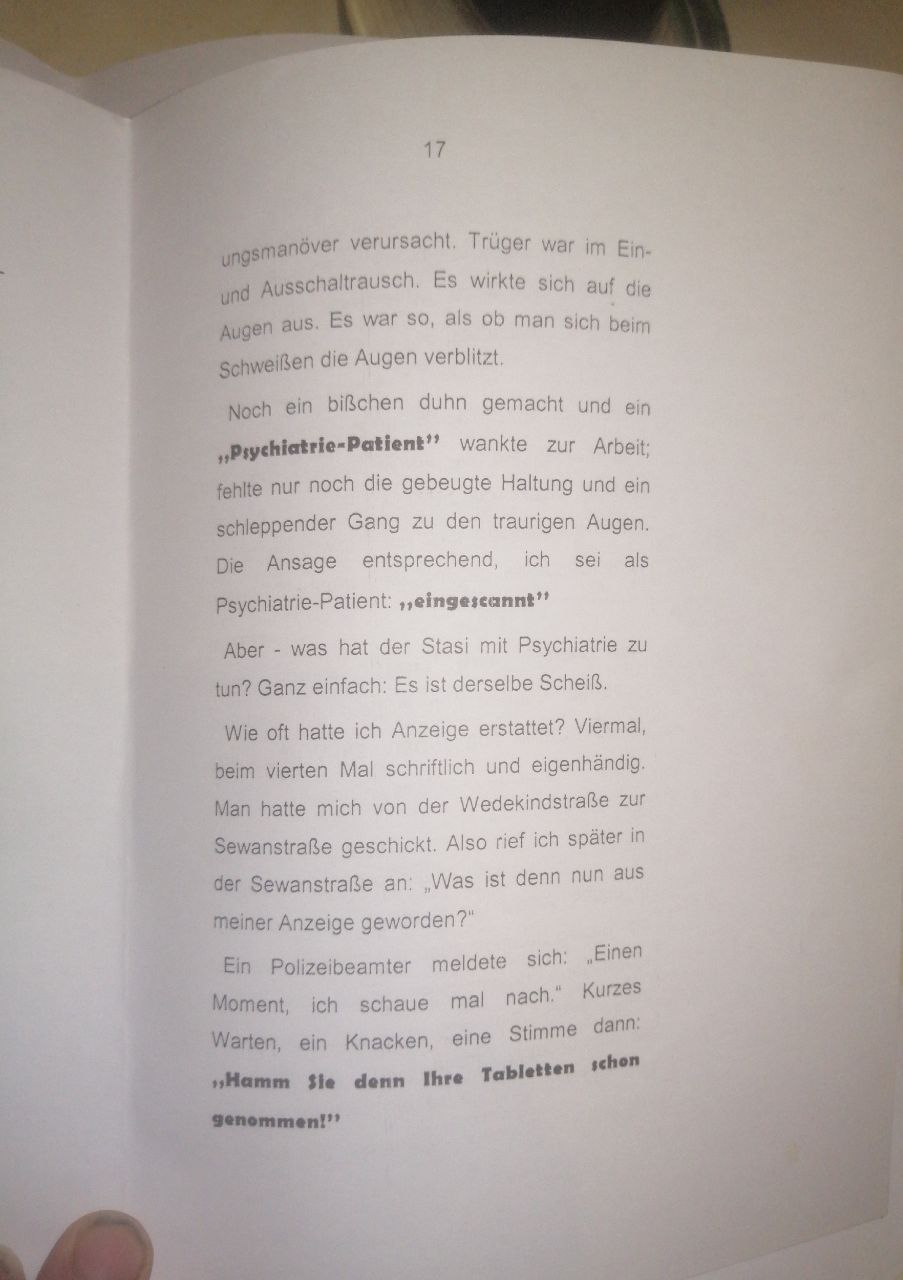 17
ungsmanöver verursacht. Trüger war im Ein-
und Ausschaltrausch. Es wirkte sich auf die
Augen aus. Es war so, als ob man sich beim
Schweißen die Augen verblitzt.
Noch ein bißchen duhn gemacht und ein
„Psychiatrie-Patient” wankte zur Arbeit;
fehlte nur noch die gebeugte Haltung und ein
schleppender Gang zu den traurigen Augen.
Die Ansage entsprechend, ich sei als
Psychiatrie-Patient: „eingescannt”
Aber - was hat der Stasi mit Psychiatrie zu
tun? Ganz einfach: Es ist derselbe Scheiß.
Wie oft hatte ich Anzeige erstattet? Viermal,
beim vierten Mal schriftlich und eigenhändig.
Man hatte mich von der Wedekindstraße zur
Sewanstraße geschickt. Also rief ich später in
der Sewanstraße an: „Was ist denn nun aus
meiner Anzeige geworden?“
Ein Polizeibeamter meldete sich: „Einen
Moment, ich schaue mal nach.“ Kurzes
Warten, ein Knacken, eine Stimme dann:
„Hamm Sie denn Ihre Tabletten schon
genommen!”